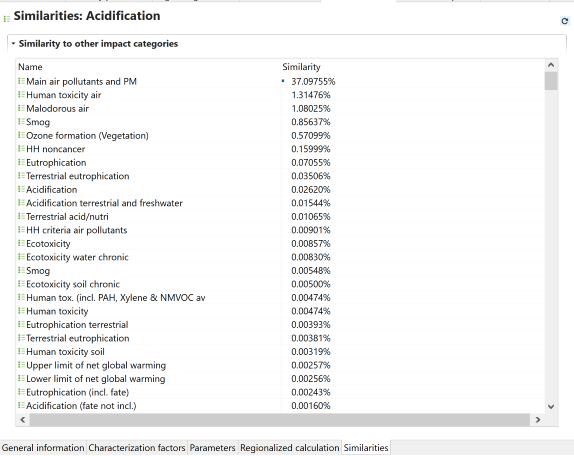 Similarities: Acidification
Similarity to other impact categories
Name Similarity
Main air pollutants and PM 37.09755%
Human toxicity air 1.31476%
Malodorous air 1.08025%
Smog 0.85637%
Ozone formation (Vegetation) 0.57099%
HH noncancer 0.15999%
Eutrophication 0.07055%
Terrestrial eutrophication 0.03506%
Acidification 0.02620%
Acidification terrestrial and freshwater 0.01544%
Terrestrial acid/nutri 0.01065%
HH criteria air pollutants 0.00901%
Ecotoxicity 0.00857%
Ecotoxicity water chronic 0.00830%
Smog 0.00548%
Ecotoxicity soil chronic 0.00500%
Human tox. (incl. PAH, Xylene & NMVOC av 0.00474%
Human toxicity 0.00474%
Eutrophication terrestrial 0.00393%
Terrestrial eutrophication 0.00381%
Human toxicity soil 0.00319%
Upper limit of net global warming 0.00257%
Lower limit of net global warming 0.00256%
Eutrophication (incl. fate) 0.00243%
Acidification (fate not incl.) 0.00160%
General information Characterization factors Parameters Regionalized calculation Similarities